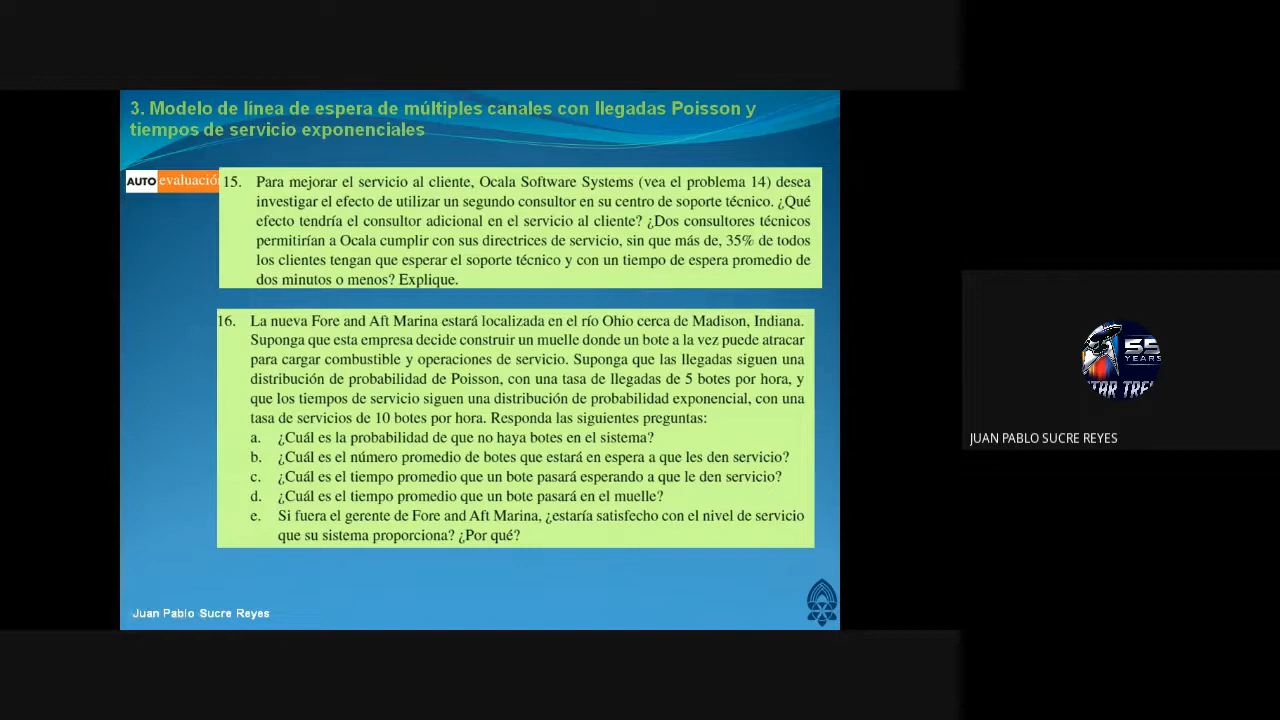 3. Modelo de línea de espera de múltiples canales con llegadas Poisson y
tiempos de servicio exponenciales
AUTO evaluación
15. Para mejorar el servicio al cliente, Ocala Software Systems (vea el problema 14) desea
investigar el efecto de utilizar un segundo consultor en su centro de soporte técnico. ¿Qué
efecto tendría el consultor adicional en el servicio al cliente? ¿Dos consultores técnicos
permitirían a Ocala cumplir con sus directrices de servicio, sin que más de, 35% de todos
los clientes tengan que esperar el soporte técnico y con un tiempo de espera promedio de
dos minutos o menos? Explique.
16. La nueva Fore and Aft Marina estará localizada en el río Ohio cerca de Madison, Indiana.
Suponga que esta empresa decide construir un muelle donde un bote a la vez puede atracar
para cargar combustible y operaciones de servicio. Suponga que las llegadas siguen una
distribución de probabilidad de Poisson, con una tasa de llegadas de 5 botes por hora, y
que los tiempos de servicio siguen una distribución de probabilidad exponencial, con una
tasa de servicios de 10 botes por hora. Responda las siguientes preguntas:
a. ¿Cuál es la probabilidad de que no haya botes en el sistema?
b. ¿Cuál es el número promedio de botes que estará en espera a que les den servicio?
c. ¿Cuál es el tiempo promedio que un bote pasará esperando a que le den servicio?
d. ¿Cuál es el tiempo promedio que un bote pasará en el muelle?
e. Si fuera el gerente de Fore and Aft Marina, ¿estaría satisfecho con el nivel de servicio
que su sistema proporciona? ¿Por qué?
Juan Pablo Sucre Reyes
55
YEARS
STAR TRE
JUAN PABLO SUCRE REYES